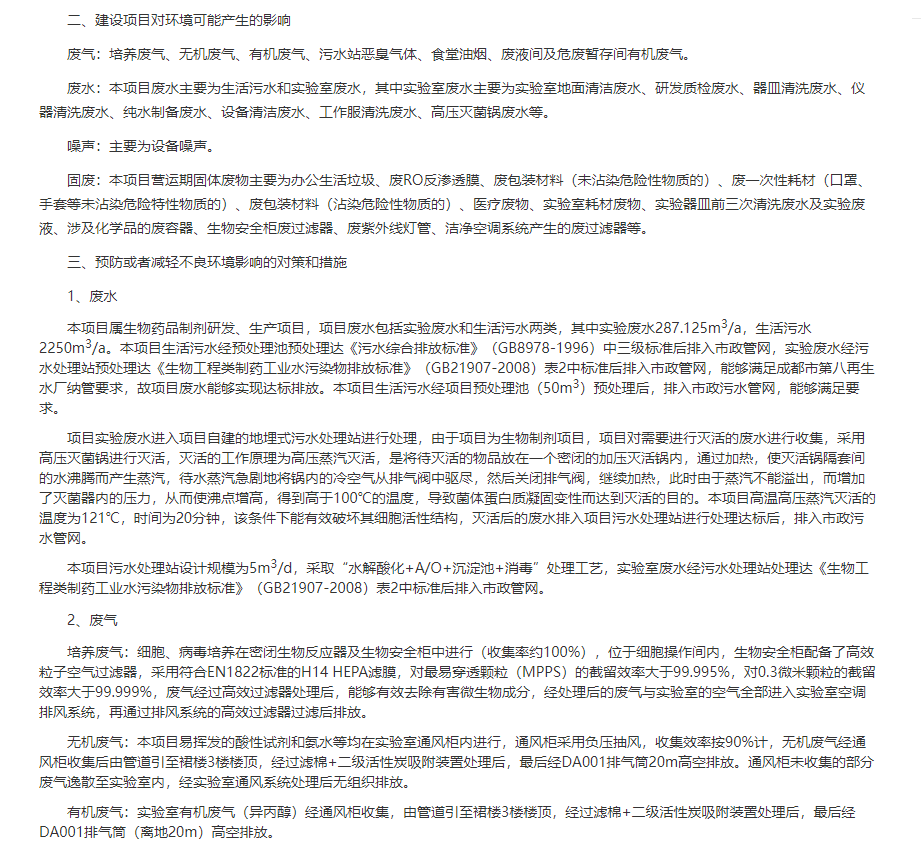 二、建设项目对环境可能产生的影响
废气：培养废气、无机废气、有机废气、污水站恶臭气体、食堂油烟、废液间及危废暂存间有机废气。
废水：本项目废水主要为生活污水和实验室废水，其中实验室废水主要为实验室地面清洁废水、研发质检废水、器皿清洗废水、仪
器清洗废水、纯水制备废水、设备清洁废水、工作服清洗废水、高压灭菌锅废水等。
噪声：主要为设备噪声。
固废：本项目营运期固体废物主要为办公生活垃圾、废RO反渗透膜、废包装材料（未沾染危险性物质的）、废一次性耗材（口罩、
手套等未沾染危险特性物质的）、废包装材料（沾染危险性物质的）、医疗废物、实验室耗材废物、实验器皿前三次清洗废水及实验废
液、涉及化学品的废容器、生物安全柜废过滤器、废紫外线灯管、洁净空调系统产生的废过滤器等。
三、预防或者减轻不良环境影响的对策和措施
1、废水
本项目属生物药品制剂研发、生产项目，项目废水包括实验废水和生活污水两类，其中实验废水287.125m³/a，生活污水
2250m³/a。本项目生活污水经预处理池预处理达《污水综合排放标准》（GB8978-1996）中三级标准后排入市政管网，实验废水经污
水处理站预处理达《生物工程类制药工业水污染物排放标准》（GB21907-2008）表2中标准后排入市政管网，能够满足成都市第八再生
水厂纳管要求，故项目废水能够实现达标排放。本项目生活污水经项目预处理池（50m³）预处理后，排入市政污水管网，能够满足要
求。
项目实验废水进入项目自建的地埋式污水处理站进行处理，由于项目为生物制剂项目，项目对需要进行灭活的废水进行收集，采用
高压灭菌锅进行灭活，灭活的工作原理为高压蒸汽灭活，是将待灭活的物品放在一个密闭的加压灭活锅内，通过加热，使灭活锅隔套间
的水沸腾而产生蒸汽，待水蒸汽急剧地将锅内的冷空气从排气阀中驱尽，然后关闭排气阀，继续加热，此时由于蒸汽不能溢出，而增加
了灭菌器内的压力，从而使沸点增高，得到高于100℃的温度，导致菌体蛋白质凝固变性而达到灭活的目的。本项目高温高压蒸汽灭活的
温度为121℃，时间为20分钟，该条件下能有效破坏其细胞活性结构，灭活后的废水排入项目污水处理站进行处理达标后，排入市政污
水管网。
本项目污水处理站设计规模为5m³/d，采取“水解酸化+A/O+沉淀池+消毒”处理工艺，实验室废水经污水处理站处理达《生物工
程类制药工业水污染物排放标准》（GB21907-2008）表2中标准后排入市政管网。
2、废气
培养废气：细胞、病毒培养在密闭生物反应器及生物安全柜中进行（收集率约100%），位于细胞操作间内，生物安全柜配备了高效
粒子空气过滤器，采用符合EN1822标准的H14 HEPA滤膜，对最易穿透颗粒（MPPS）的截留效率大于99.995%，对0.3微米颗粒的截留
效率大于99.999%，废气经过高效过滤器处理后，能够有效去除有害微生物成分，经处理后的废气与实验室的空气全部进入实验室空调
排风系统，再通过排风系统的高效过滤器过滤后排放。
无机废气：本项目易挥发的酸性试剂和氨水等均在实验室通风柜内进行，通风柜采用负压抽风，收集效率按90%计，无机废气经通
风柜收集后由管道引至裙楼3楼楼顶，经过滤棉+二级活性炭吸附装置处理后，最后经DA001排气筒20m高空排放。通风柜未收集的部分
废气逸散至实验室内，经实验室通风系统处理后无组织排放。
有机废气：实验室有机废气（异丙醇）经通风柜收集，由管道引至裙楼3楼楼顶，经过滤棉+二级活性炭吸附装置处理后，最后经
DA001排气筒（离地20m）高空排放。